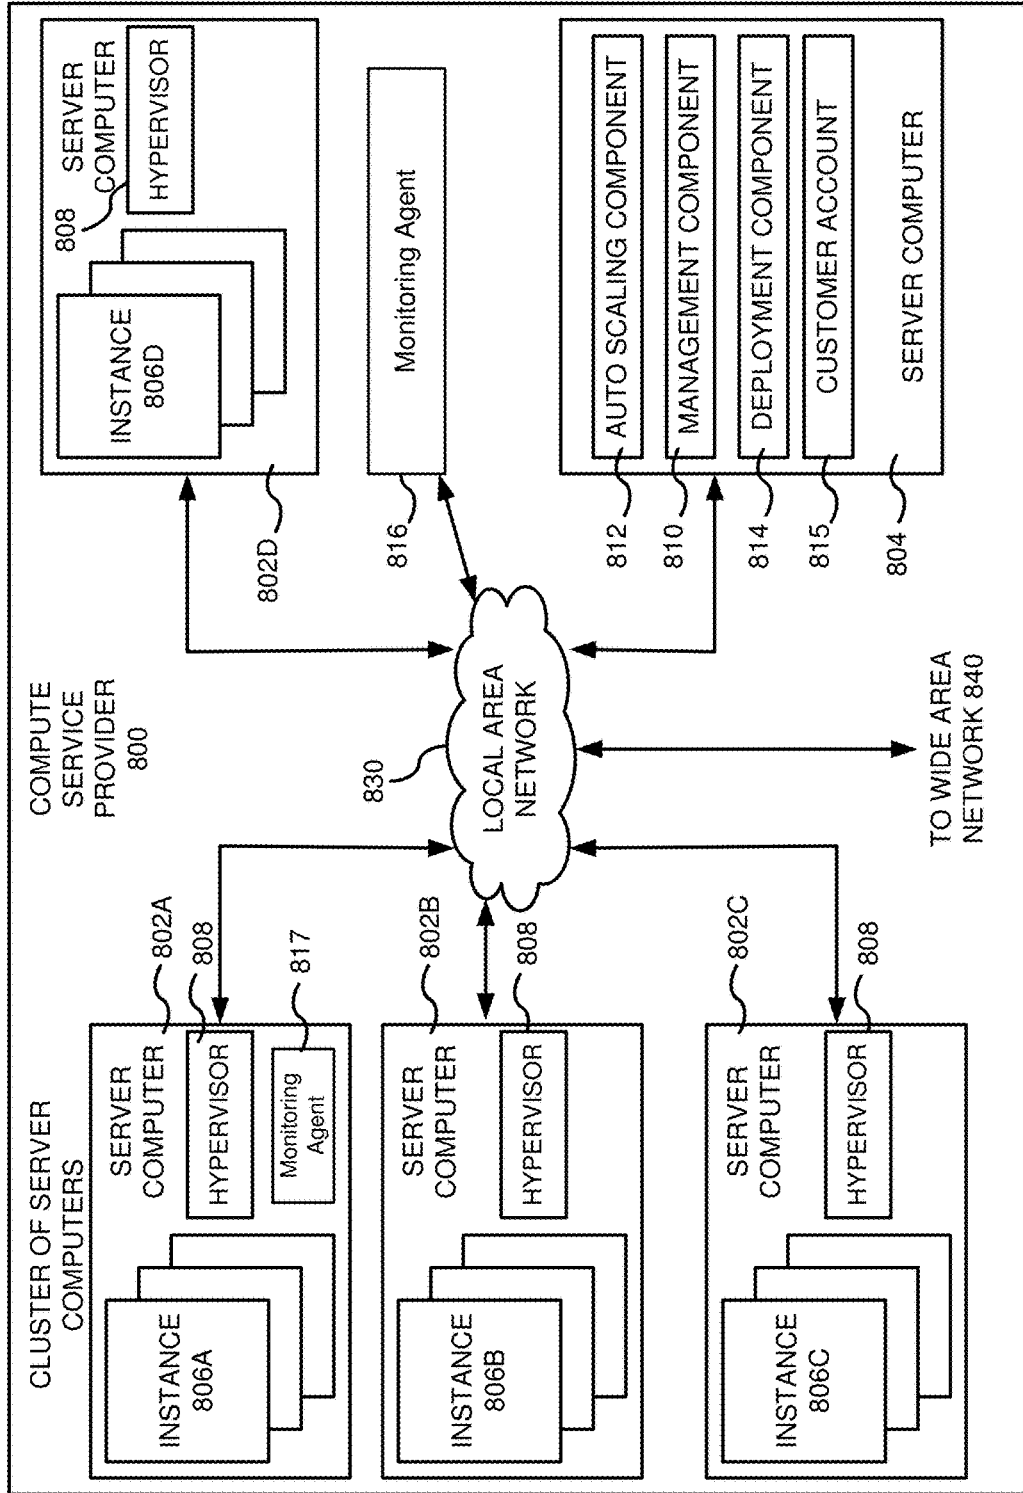 CLUSTER OF SERVER
COMPUTERS
COMPUTE
SERVICE
PROVIDER
800
INSTANCE
806A
SERVER
COMPUTER
HYPERVISOR
Monitoring
Agent
802A
808
817
INSTANCE
806B
SERVER
COMPUTER
HYPERVISOR
802B
808
INSTANCE
806C
SERVER
COMPUTER
HYPERVISOR
802C
808
830
LOCAL AREA
NETWORK
TO WIDE AREA
NETWORK 840
INSTANCE
806D
SERVER
COMPUTER
HYPERVISOR
808
802D
Monitoring Agent
816
AUTO SCALING COMPONENT
812
MANAGEMENT COMPONENT
810
DEPLOYMENT COMPONENT
814
CUSTOMER ACCOUNT
815
SERVER COMPUTER
804